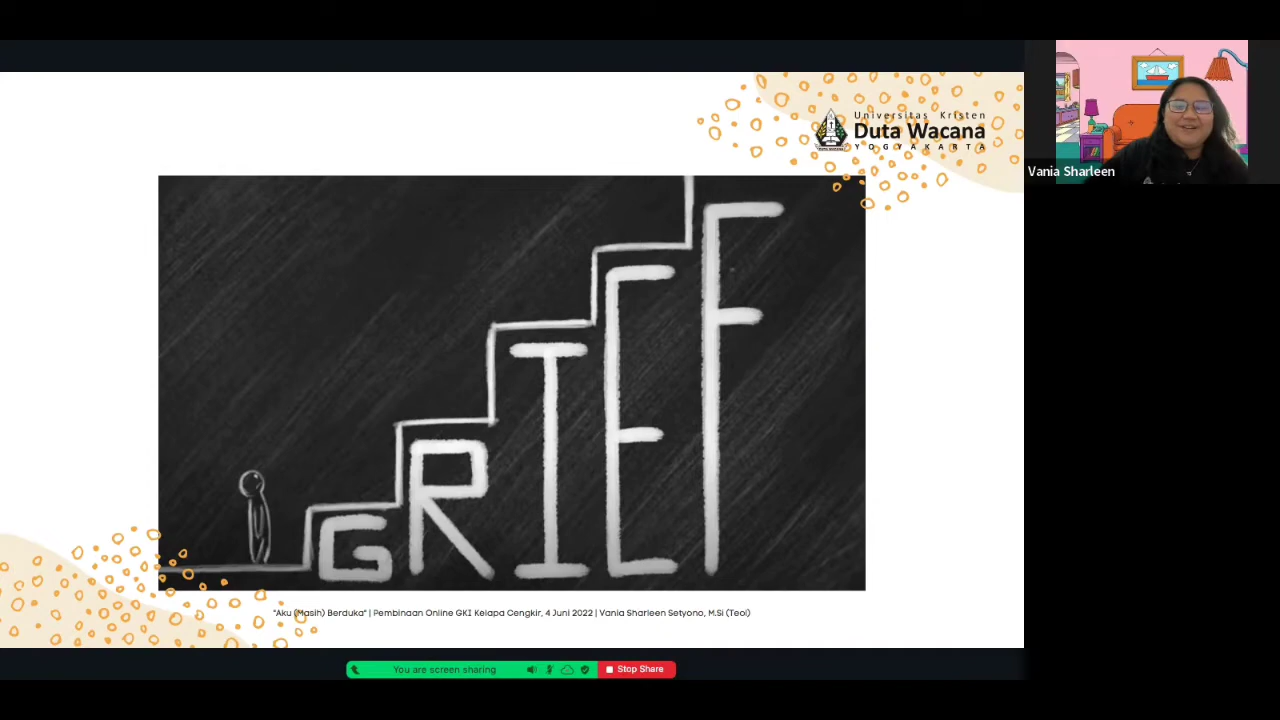 Universitas Kristen
Duta Wacana
YOGYAKARTA
Vania Sharleen
GRIEF
"Aku (Masih) Berduka" | Pembinaan Online GKI Kelapa Cengkir, 4 Juni 2022 | Vania Sharleen Setyono, M.Si (Teol)
You are screen sharing
Stop Share